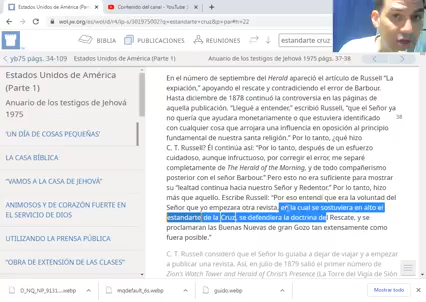 Estados Unidos de América (P
Contenido del canal - YouTube
wol.jw.org/es/wol/d/r4/lp-s/301975002?q=estandarte+cruz&p=par#h=22
BIBLIA
PUBLICACIONES
REUNIONES
estandarte cruz
yb75 págs. 34-109
Estados Unidos de América (Parte 1)
Anuario de los testigos de Jehová 1975 págs. 37-38
Estados Unidos de América
(Parte 1)
Anuario de los testigos de Jehová
1975
“UN DÍA DE COSAS PEQUEÑAS”
LA CASA BÍBLICA
“VAMOS A LA CASA DE JEHOVÁ”
ANIMOSOS Y DE CORAZÓN FUERTE EN
EL SERVICIO DE DIOS
UTILIZANDO LA PRENSA PÚBLICA
“OBRA DE EXTENSIÓN DE LAS CLASES”
En el número de septiembre del Herald apareció el artículo de Russell “La
expiación,” apoyando el rescate y contradiciendo el error de Barbour.
Hasta diciembre de 1878 continuó la controversia en las páginas de
aquella publicación. “Llegué a entender,” escribió Russell, “que el Señor ya
no quería que ayudara monetariamente o que estuviera identificado
con cualquier cosa que arrojara una influencia en oposición al principio
fundamental de nuestra santa religión.” Por lo tanto, ¿qué hizo
C. T. Russell? Él continúa así: “Por lo tanto, después de un esfuerzo
cuidadoso, aunque infructuoso, por corregir el error, me separé
completamente de The Herald of the Morning, y de todo compañerismo
posterior con el señor Barbour.” Pero esto no era suficiente para mostrar
su “lealtad continua hacia nuestro Señor y Redentor.” Por lo tanto, hizo
más que aquello. Escribe Russell: “Por eso entendí que era la voluntad del
Señor que yo empezara otra revista, en la cual se sostuviera en alto el
estandarte de la Cruz, se defendiera la doctrina del Rescate, y se
proclamaran las Buenas Nuevas de gran Gozo tan extensamente como
fuera posible.”
38
C. T. Russell consideró que el Señor lo guiaba a dejar de viajar y a empezar
a publicar una revista. Así, en julio de 1879 salió el primer número de
Zion’s Watch Tower and Herald of Christ’s Presence (La Torre del Vigía de Sión
D_NQ_NP_9131....webp
mqdefault_6s.webp
guido.webp
Mostrar todo